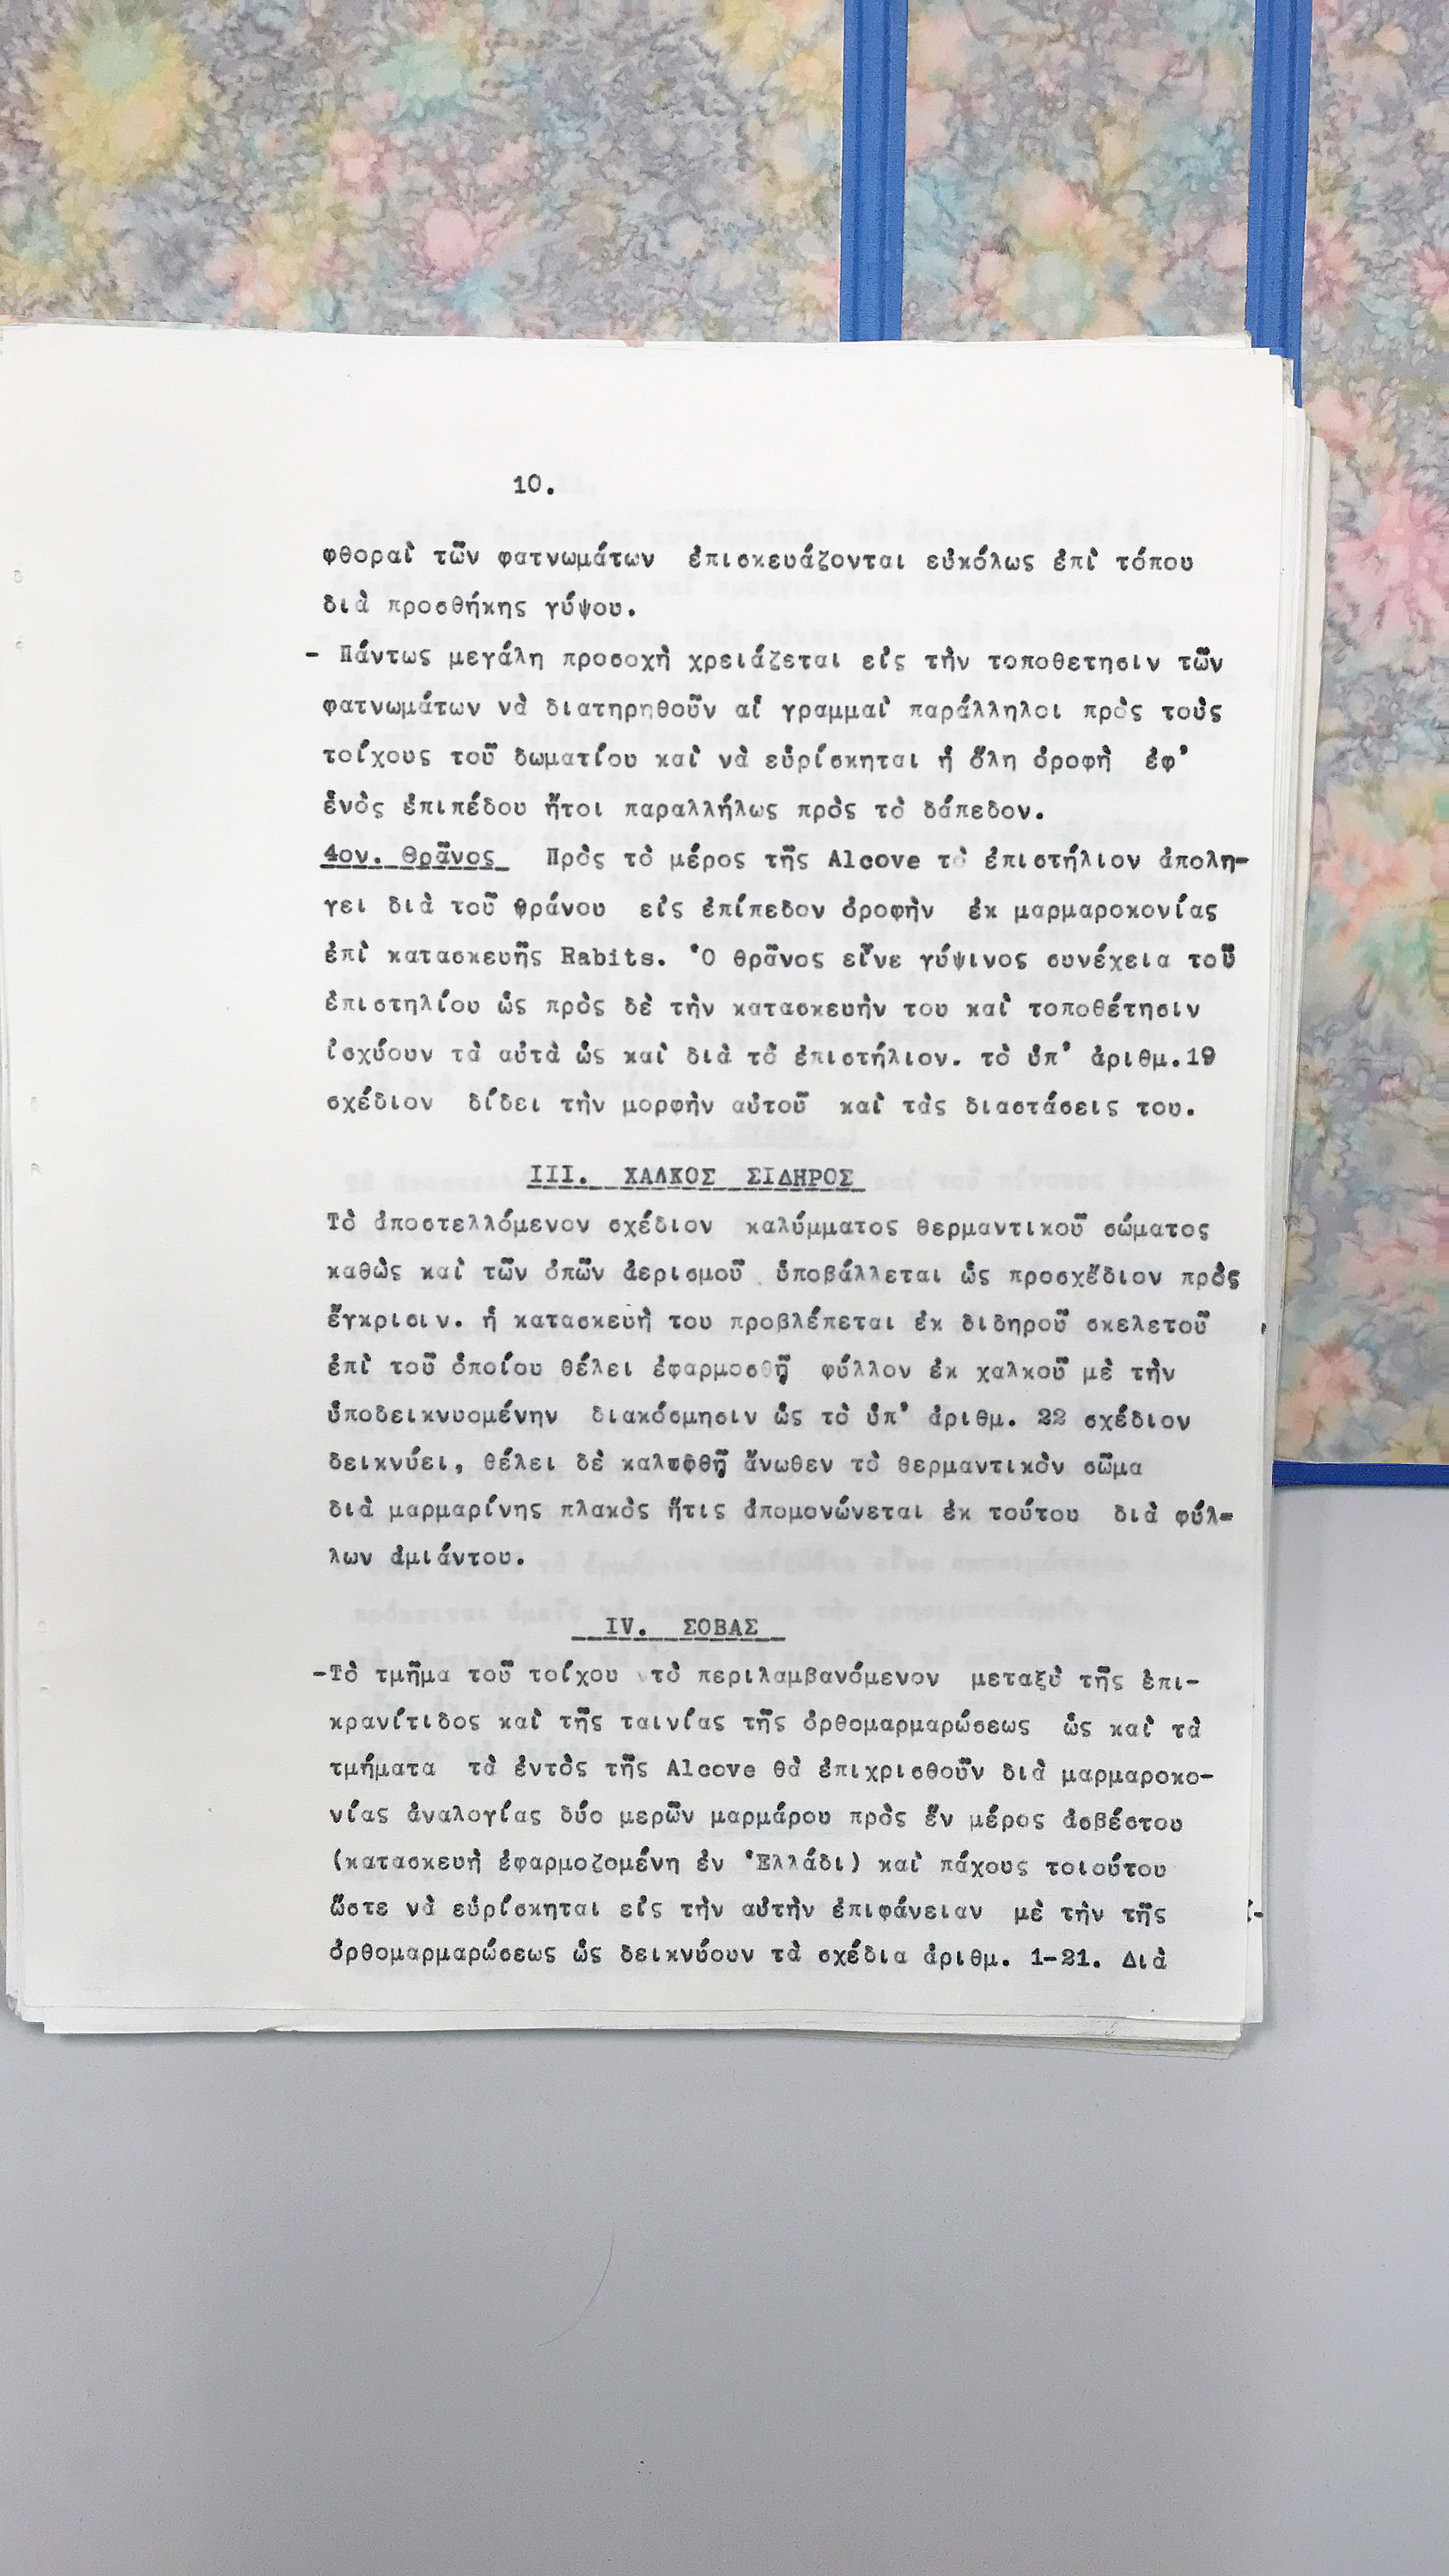 10.
φθοραὶ τῶν φατνωμάτων ἐπισκευάζονται εὐκόλως ἐπὶ τόπου
διὰ προσθήκης γύψου.
- Πάντως μεγάλη προσοχὴ χρειάζεται εἰς τὴν τοποθετησιν τῶν
φατνωμάτων νὰ διατηρηθοῦν αἱ γραμμαὶ παράλληλοι πρὸς τοὺς
τοίχους τοῦ δωματίου καὶ νὰ εὑρίσκηται ἡ ὅλη ὀροφὴ ἐφ'
ἑνὸς ἐπιπέδου ἤτοι παραλλήλως πρὸς τὸ δάπεδον.
4ον. Θρᾶνος Πρὸς τὸ μέρος τῆς Alcove τὸ ἐπιστήλιον ἀπολη-
γει διὰ τοῦ θράνου εἰς ἐπίπεδον ὀροφὴν ἐκ μαρμαροκονίας
ἐπὶ κατασκευῆς Rabits. Ὁ θρᾶνος εἶνε γύψινος συνέχεια τοῦ
ἐπιστηλίου ὡς πρὸς δὲ τὴν κατασκευὴν του καὶ τοποθέτησιν
ἰσχύουν τὰ αὐτὰ ὡς καὶ διὰ τὸ ἐπιστήλιον. τὸ ὑπ' ἀριθμ.19
σχέδιον δίδει τὴν μορφὴν αὐτοῦ καὶ τὰς διαστάσεις του.
III. ΧΑΛΚΟΣ ΣΙΔΗΡΟΣ
Τὸ ἀποστελλόμενον σχέδιον καλύμματος θερμαντικοῦ σώματος
καθὼς καὶ τῶν ὀπῶν ἀερισμοῦ ὑποβάλλεται ὡς προσχέδιον πρὸς
ἔγκρισιν. ἡ κατασκευὴ του προβλέπεται ἐκ διδηροῦ σκελετοῦ
ἐπὶ τοῦ ὁποίου θέλει ἐφαρμοσθῇ φύλλον ἐκ χαλκοῦ μὲ τὴν
ὑποδεικνυομένην διακόσμησιν ὡς τὸ ὑπ' ἀριθμ. 22 σχέδιον
δεικνύει, θέλει δὲ καλυφθῇ ἄνωθεν τὸ θερμαντικὸν σῶμα
διὰ μαρμαρίνης πλακὸς ἥτις ἀπομονώνεται ἐκ τούτου διὰ φύλ-
λων ἀμιάντου.
IV. ΣΟΒΑΣ
-Τὸ τμῆμα τοῦ τοίχου τὸ περιλαμβανόμενον μεταξὺ τῆς ἐπι-
κρανίτιδος καὶ τῆς ταινίας τῆς ὀρθομαρμαρώσεως ὡς καὶ τὰ
τμήματα τὰ ἐντὸς τῆς Alcove θὰ ἐπιχρισθοῦν διὰ μαρμαροκο-
νίας ἀναλογίας δύο μερῶν μαρμάρου πρὸς ἓν μέρος ἀσβέστου
(κατασκευὴ ἐφαρμοζομένη ἐν Ἑλλάδι) καὶ πάχους τοιούτου
ὥστε νὰ εὑρίσκηται εἰς τὴν αὐτὴν ἐπιφάνειαν μὲ τὴν τῆς
ὀρθομαρμαρώσεως ὡς δεικνύουν τὰ σχέδια ἀριθμ. 1-21. Διὰ